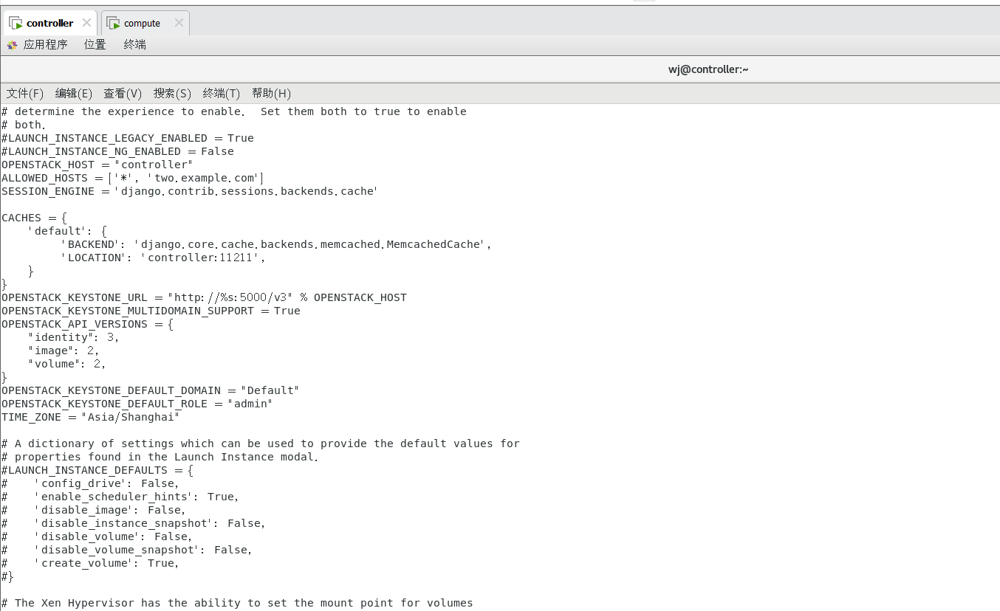 controller
compute
应用程序 位置 终端
wj@controller:~
文件(F) 编辑(E) 查看(V) 搜索(S) 终端(T) 帮助(H)
# determine the experience to enable.  Set them both to true to enable
# both.
#LAUNCH_INSTANCE_LEGACY_ENABLED = True
#LAUNCH_INSTANCE_NG_ENABLED = False
OPENSTACK_HOST = "controller"
ALLOWED_HOSTS = ['*', 'two.example.com']
SESSION_ENGINE = 'django.contrib.sessions.backends.cache'

CACHES = {
    'default': {
         'BACKEND': 'django.core.cache.backends.memcached.MemcachedCache',
         'LOCATION': 'controller:11211',
    }
}
OPENSTACK_KEYSTONE_URL = "http://%s:5000/v3" % OPENSTACK_HOST
OPENSTACK_KEYSTONE_MULTIDOMAIN_SUPPORT = True
OPENSTACK_API_VERSIONS = {
    "identity": 3,
    "image": 2,
    "volume": 2,
}
OPENSTACK_KEYSTONE_DEFAULT_DOMAIN = "Default"
OPENSTACK_KEYSTONE_DEFAULT_ROLE = "admin"
TIME_ZONE = "Asia/Shanghai"

# A dictionary of settings which can be used to provide the default values for
# properties found in the Launch Instance modal.
#LAUNCH_INSTANCE_DEFAULTS = {
#    'config_drive': False,
#    'enable_scheduler_hints': True,
#    'disable_image': False,
#    'disable_instance_snapshot': False,
#    'disable_volume': False,
#    'disable_volume_snapshot': False,
#    'create_volume': True,
#}

# The Xen Hypervisor has the ability to set the mount point for volumes